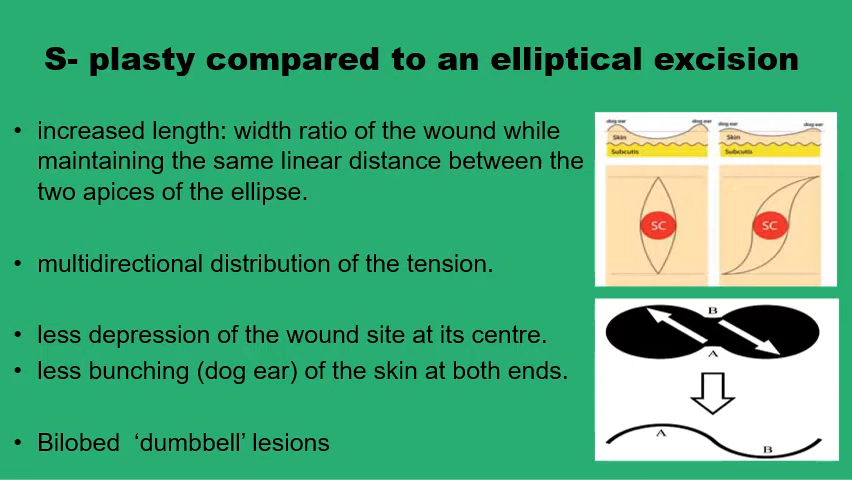 S- plasty compared to an elliptical excision
• increased length: width ratio of the wound while
maintaining the same linear distance between the
two apices of the ellipse.
• multidirectional distribution of the tension.
• less depression of the wound site at its centre.
• less bunching (dog ear) of the skin at both ends.
• Bilobed ‘dumbbell’ lesions
dog ear dog ear dog ear dog ear
Skin Skin
Subcutis Subcutis
SC SC
B
A
A
B